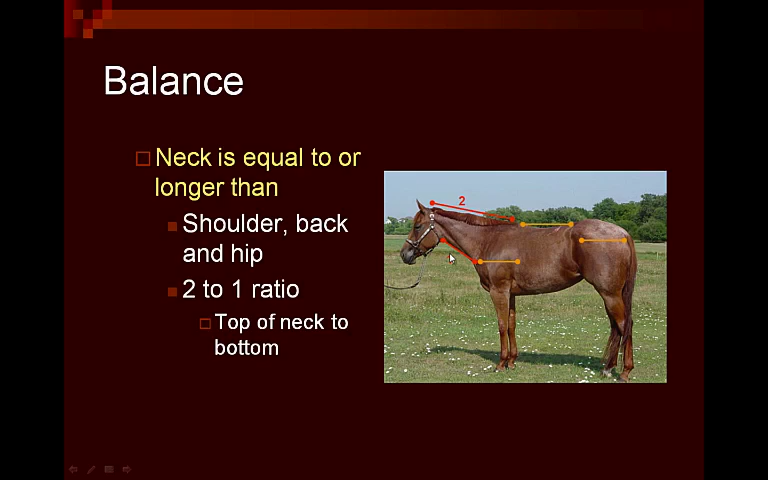 Balance
Neck is equal to or
longer than
Shoulder, back
and hip
2 to 1 ratio
Top of neck to
bottom
2